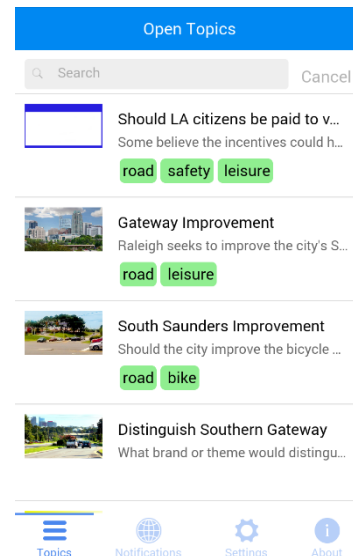 Open Topics
Search
Cancel
Should LA citizens be paid to v...
Some believe the incentives could h...
road safety leisure
Gateway Improvement
Raleigh seeks to improve the city's S...
road leisure
South Saunders Improvement
Should the city improve the bicycle ...
road bike
Distinguish Southern Gateway
What brand or theme would distingu...
Topics Notifications Settings About